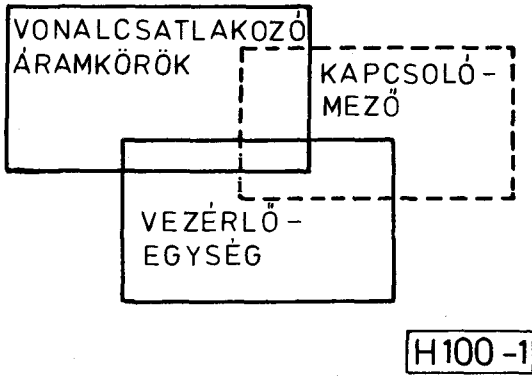 VONALCSATLAKOZÓ
ÁRAMKÖRÖK
KAPCSOLÓ-
MEZŐ
VEZÉRLŐ-
EGYSÉG
H100-1